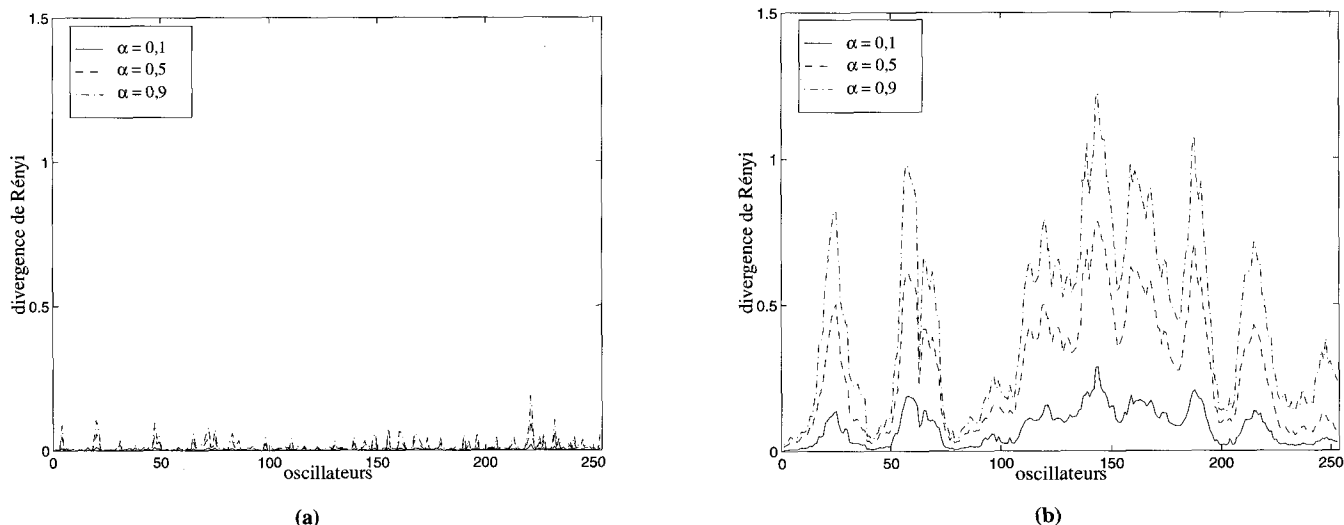 1.5
α = 0,1
α = 0,5
α = 0,9
1
0.5
0
divergence de Rényi
0
50
100
150
200
250
oscillateurs
(a)
1.5
α = 0,1
α = 0,5
α = 0,9
1
0.5
0
divergence de Rényi
0
50
100
150
200
250
oscillateurs
(b)